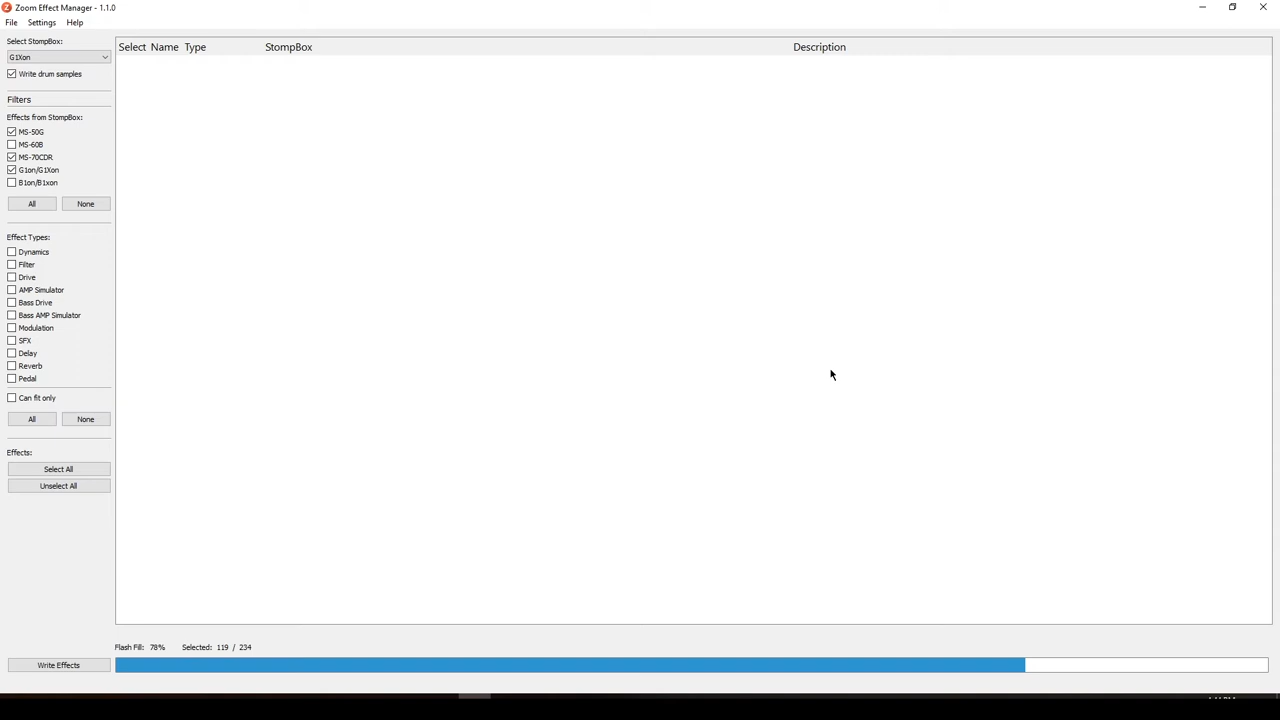 Zoom Effect Manager - 1.1.0
File Settings Help
Select StompBox:
G1Xon
Write drum samples
Filters
Effects from StompBox:
MS-50G
MS-60B
MS-70CDR
G1on/G1Xon
B1on/B1xon
All None
Effect Types:
Dynamics
Filter
Drive
AMP Simulator
Bass Drive
Bass AMP Simulator
Modulation
SFX
Delay
Reverb
Pedal
Can fit only
All None
Effects:
Select All
Unselect All
Write Effects
Select Name Type StompBox Description
Flash Fill: 78% Selected: 119 / 234